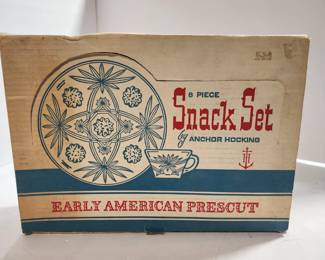 8 PIECE
Snack Set
by ANCHOR HOCKING
EARLY AMERICAN PRESCUT